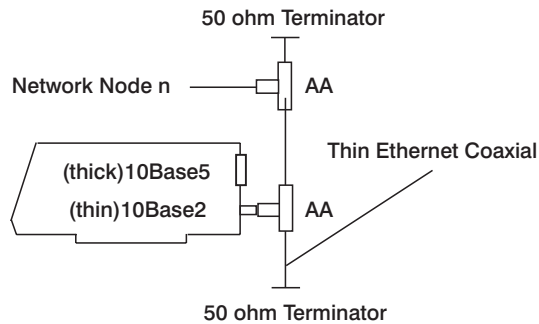 50 ohm Terminator
Network Node n
AA
Thin Ethernet Coaxial
(thick)10Base5
(thin)10Base2
AA
50 ohm Terminator